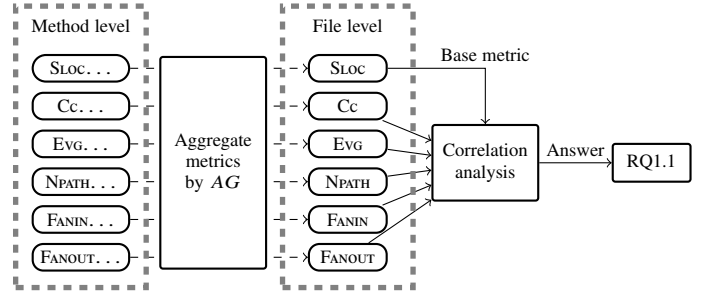 Method level
SLOC...
CC...
EVG...
NPATH...
FANIN...
FANOUT...
Aggregate
metrics
by AG
File level
SLOC
CC
EVG
NPATH
FANIN
FANOUT
Base metric
Correlation
analysis
Answer
RQ1.1